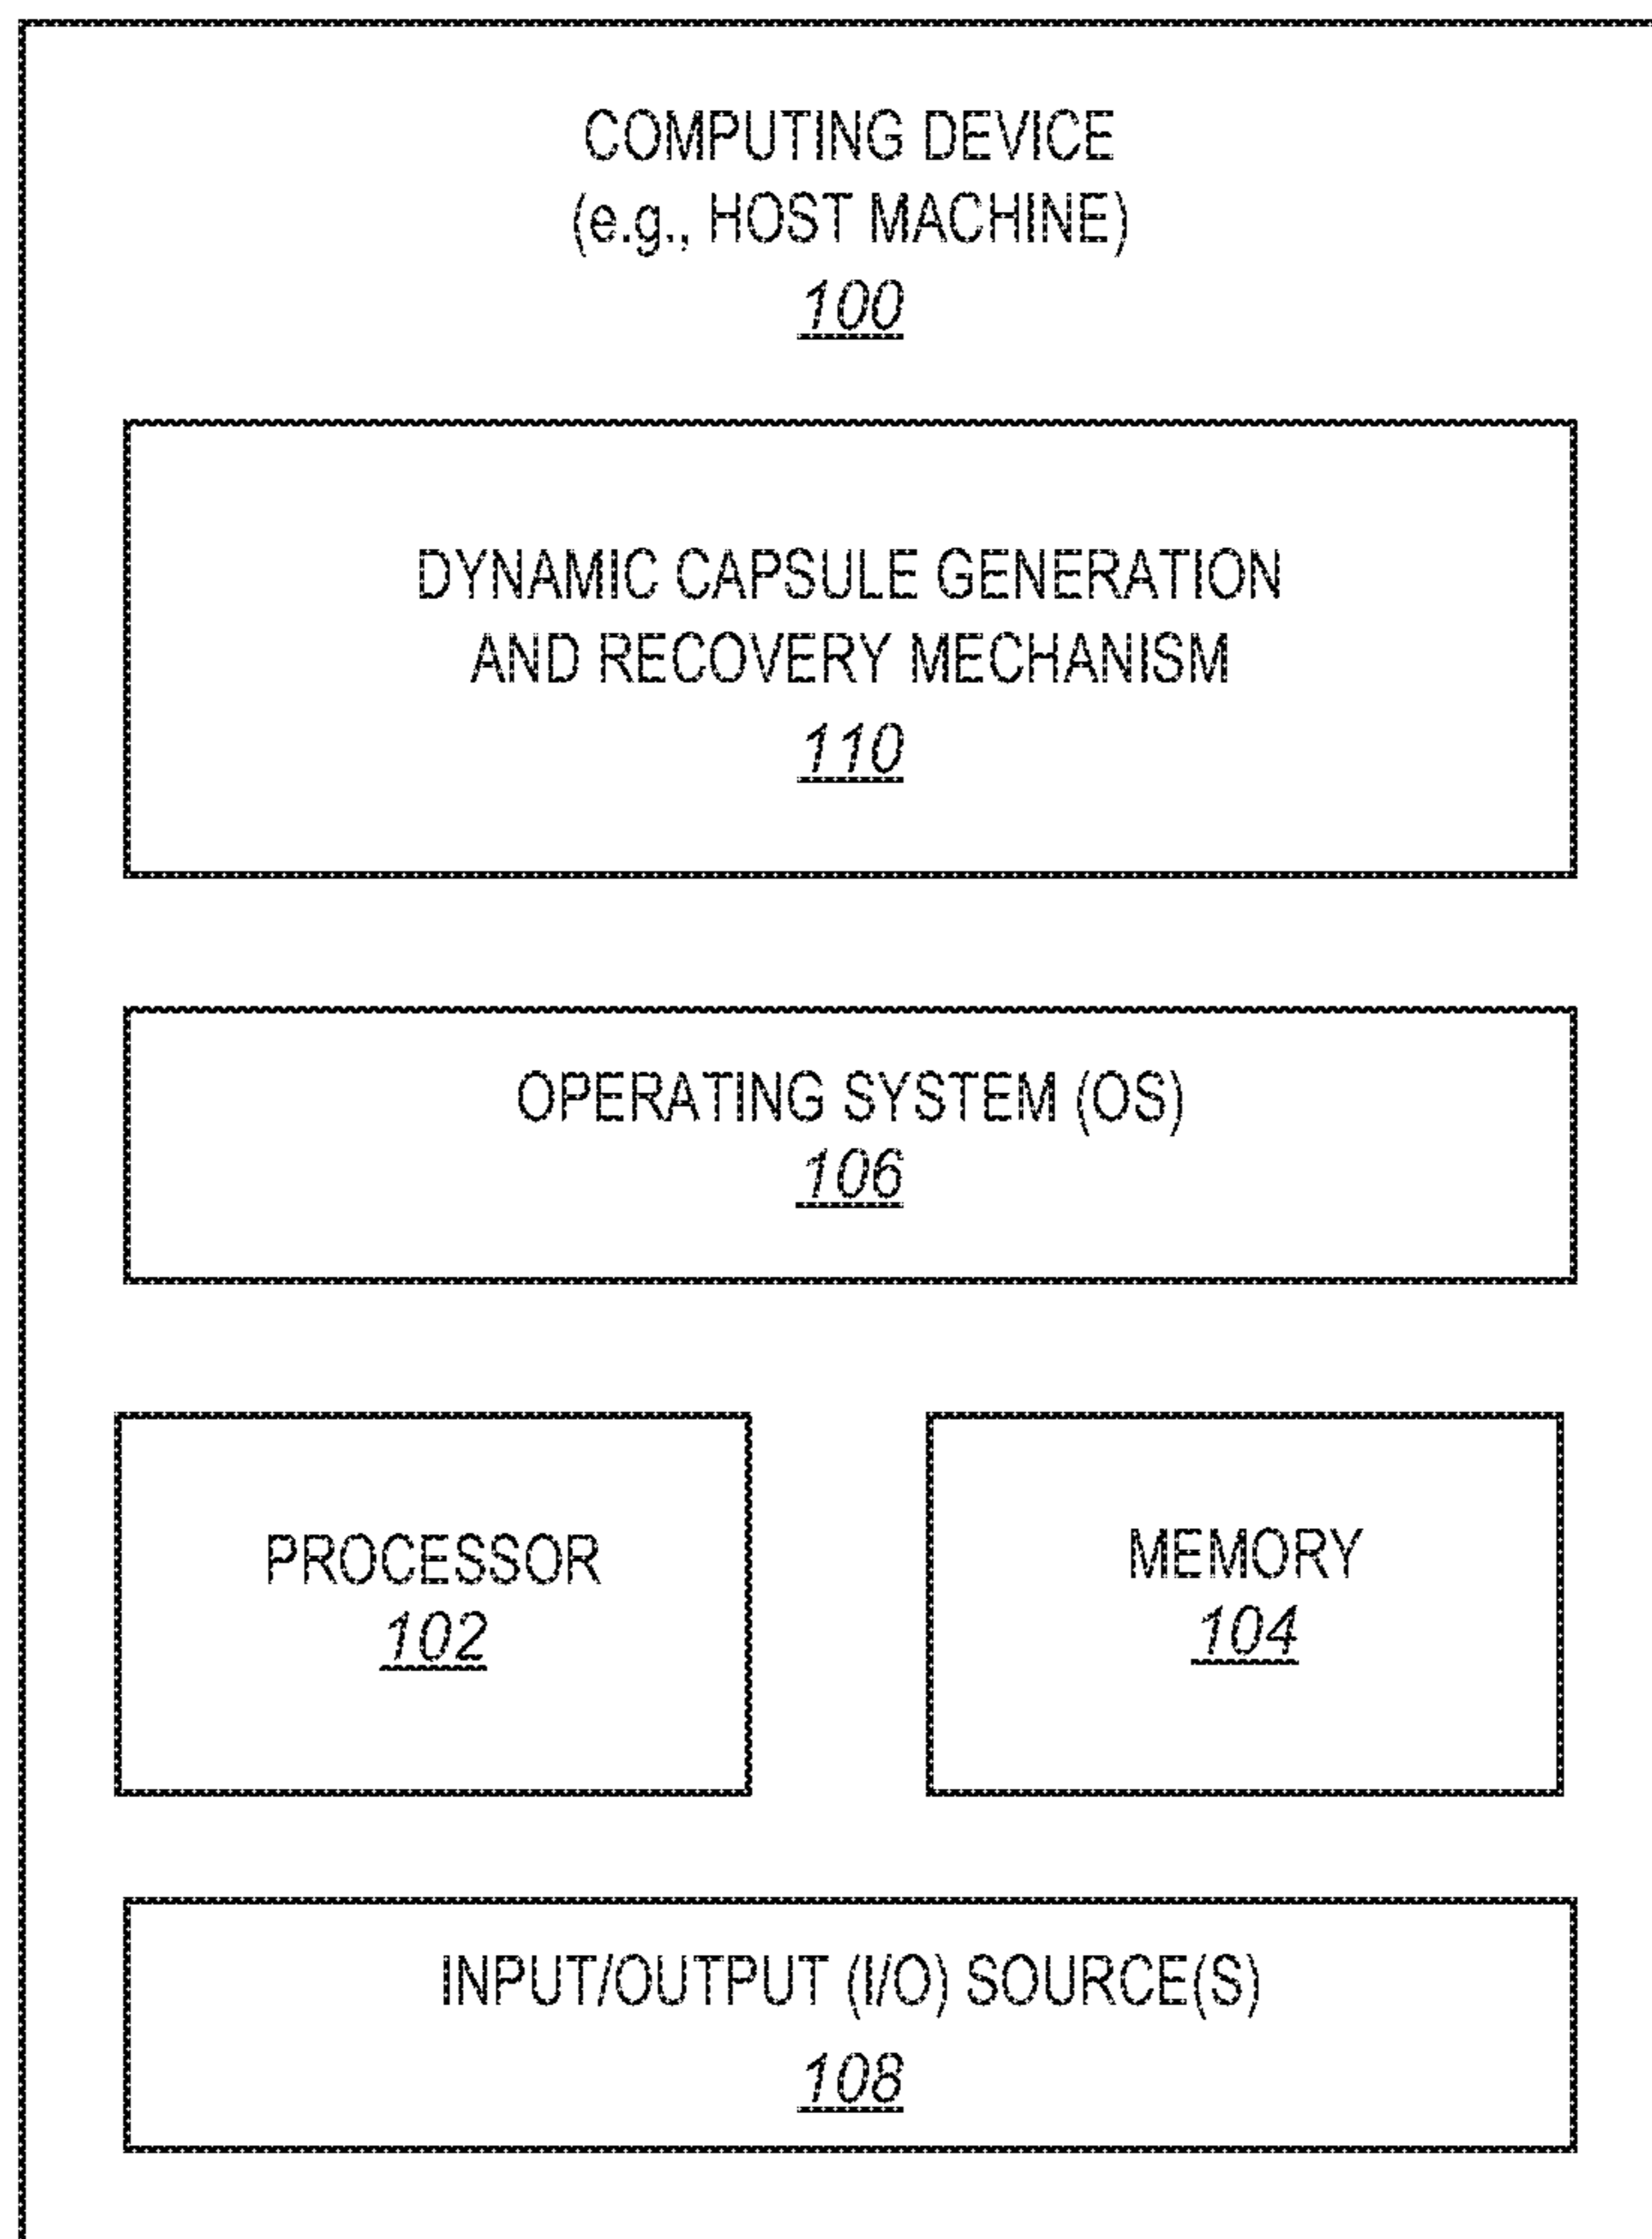 COMPUTING DEVICE
(e.g., HOST MACHINE)
100
DYNAMIC CAPSULE GENERATION
AND RECOVERY MECHANISM
110
OPERATING SYSTEM (OS)
106
PROCESSOR
102
MEMORY
104
INPUT/OUTPUT (I/O) SOURCE(S)
108